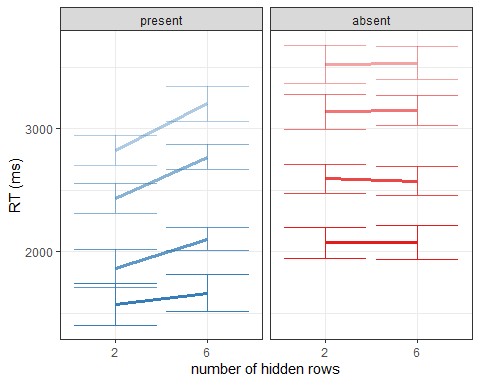 present
absent
RT (ms)
3000
2000
2
6
2
6
number of hidden rows